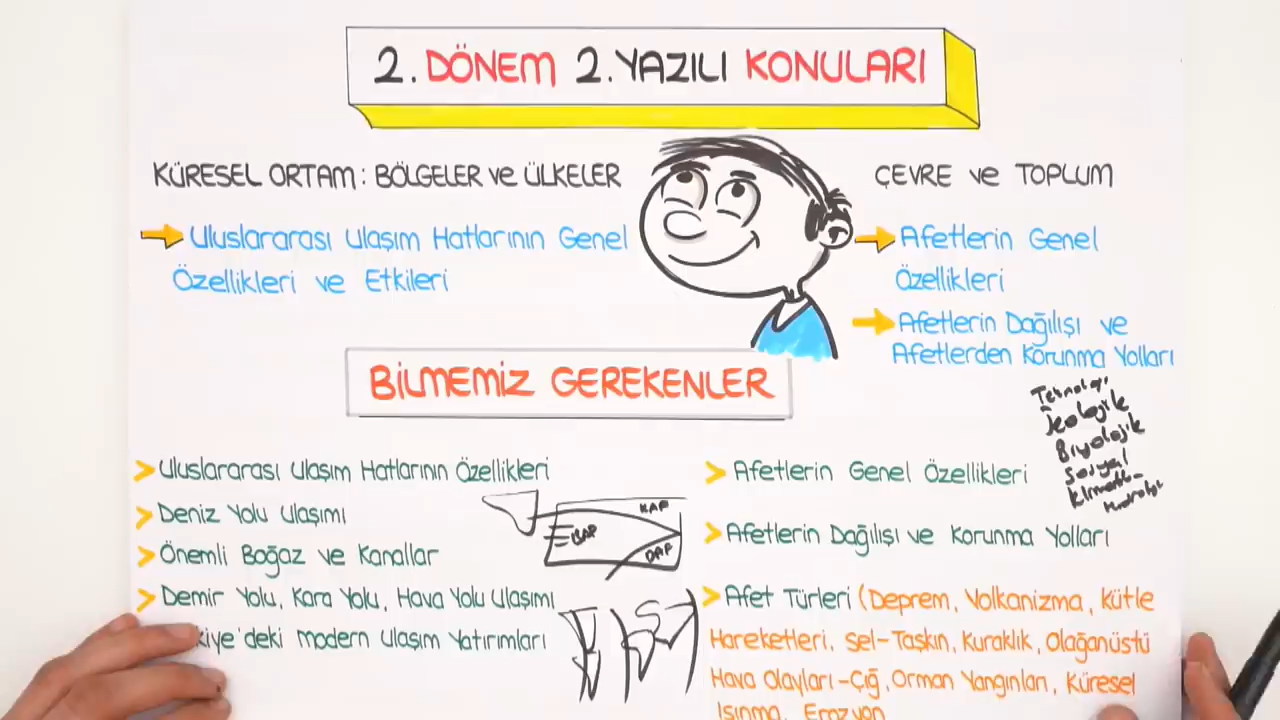 2. DÖNEM 2. YAZILI KONULARI
KÜRESEL ORTAM: BÖLGELER ve ÜLKELER
Uluslararası Ulaşım Hatlarının Genel
Özellikleri ve Etkileri
ÇEVRE ve TOPLUM
Afetlerin Genel
Özellikleri
Afetlerin Dağılışı ve
Afetlerden Korunma Yolları
BİLMEMİZ GEREKENLER
Uluslararası Ulaşım Hatlarının Özellikleri
Deniz Yolu Ulaşımı
Önemli Boğaz ve Kanallar
Demir Yolu, Kara Yolu, Hava Yolu Ulaşımı
kiye'deki modern Ulaşım Yatırımları
KAP
DAP
Jeolojik
Biyolojik
Sosyal
Afetlerin Genel Özellikleri
Afetlerin Dağılışı ve Korunma Yolları
Afet Türleri (Deprem, Volkanizma, Kütle
Hareketleri, Sel-Taşkın, Kuraklık, Olağanüstü
Hava Olayları-Çığ, Orman Yangınları, Küresel
Isınma, Erozyon